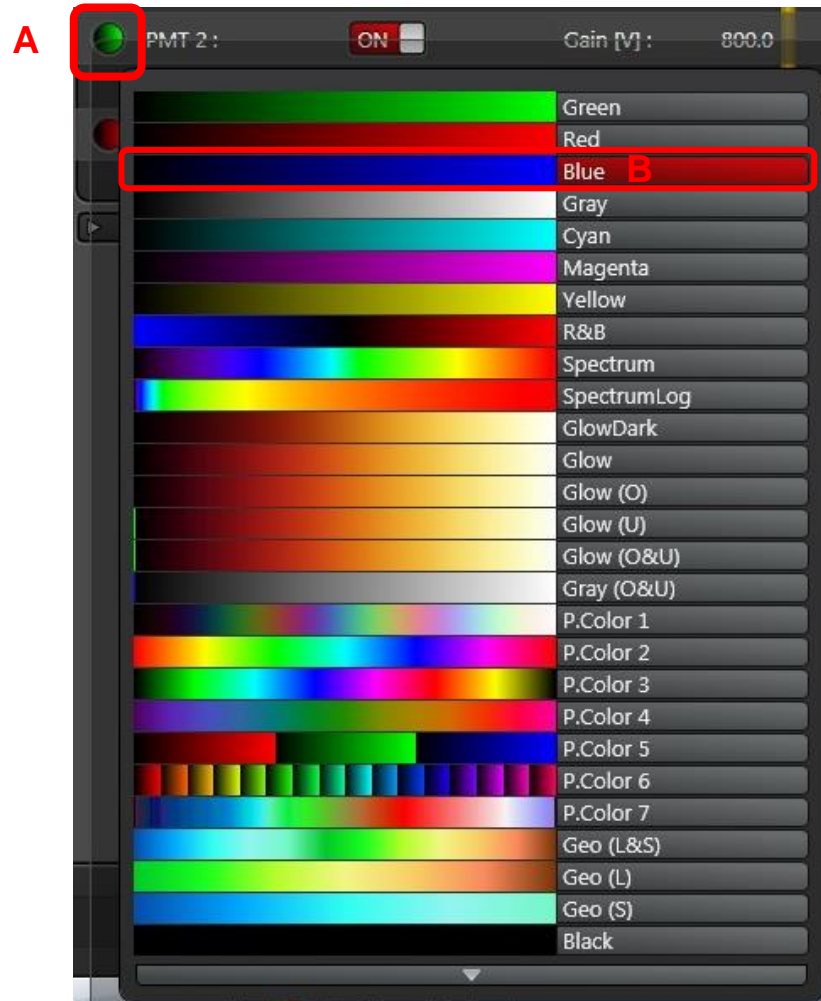 A PMT 2 : ON Gain [V] : 800.0
Green
Red
Blue B
Gray
Cyan
Magenta
Yellow
R&B
Spectrum
SpectrumLog
GlowDark
Glow
Glow (O)
Glow (U)
Glow (O&U)
Gray (O&U)
P.Color 1
P.Color 2
P.Color 3
P.Color 4
P.Color 5
P.Color 6
P.Color 7
Geo (L&S)
Geo (L)
Geo (S)
Black